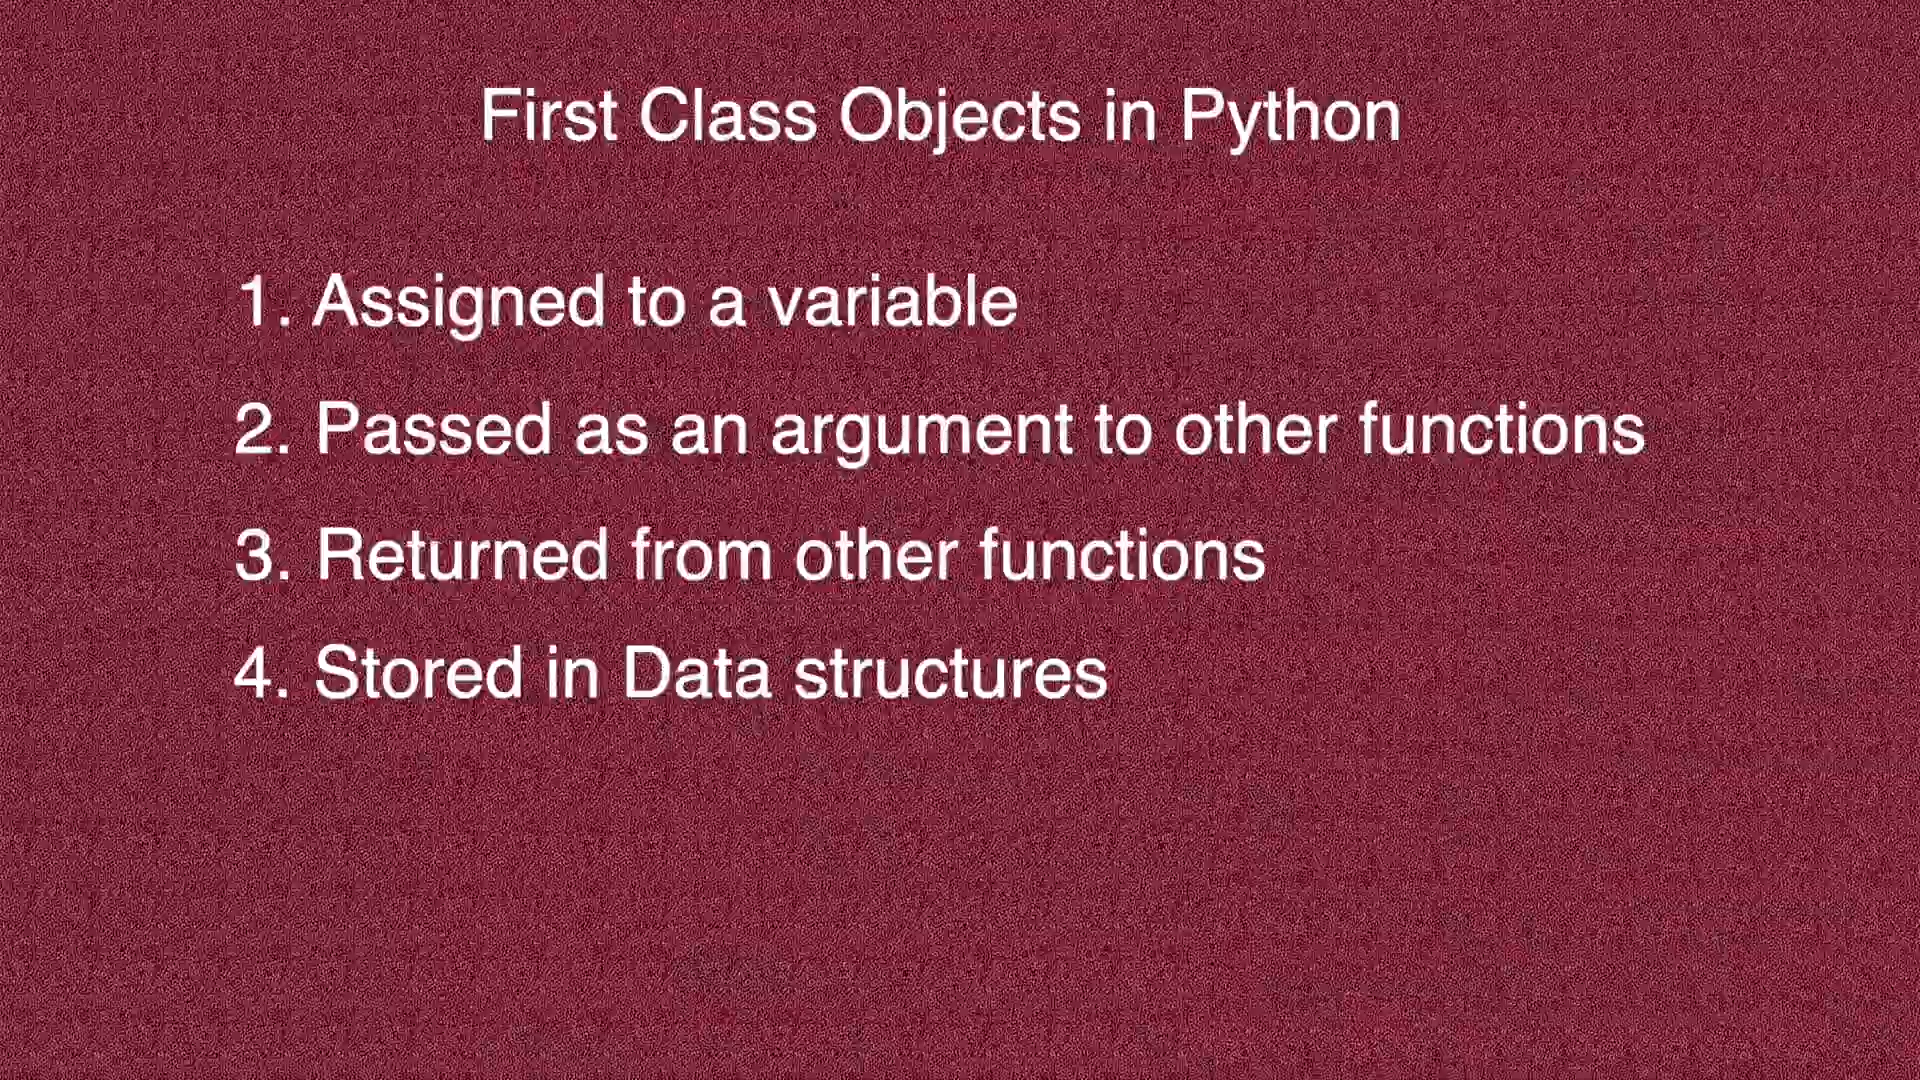 First Class Objects in Python
1. Assigned to a variable
2. Passed as an argument to other functions
3. Returned from other functions
4. Stored in Data structures